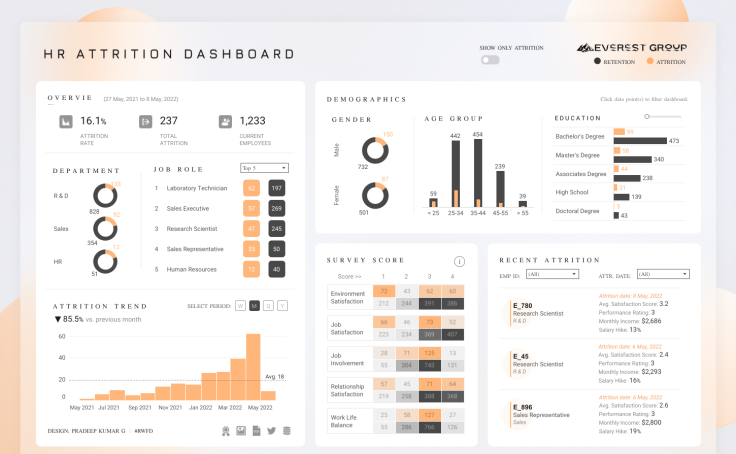 HR ATTRITION DASHBOARD
SHOW ONLY ATTRITION
EVEREST GROUP
RETENTION ATTRITION
OVERVIE
(27 May, 2021 to 8 May, 2022)
16.1% 237 1,233
ATTRITION RATE
TOTAL ATTRITION
CURRENT EMPLOYEES
DEPARTMENT
R & D
828
Sales
92
354
HR
12
51
JOB ROLE
Top 5
1 Laboratory Technician 62 197
2 Sales Executive 57 269
3 Research Scientist 47 245
4 Sales Representative 33 50
5 Human Resources 12 40
ATTRITION TREND
SELECT PERIOD: W M Q Y
▼ 85.5% vs. previous month
60
40
20
0
Avg. 18
May 2021 Jul 2021 Sep 2021 Nov 2021 Jan 2022 Mar 2022 May 2022
DESIGN: PRADEEP KUMAR G | #RWFD
DEMOGRAPHICS
Click data point(s) to filter dashboard.
GENDER
Male
150
732
Female
87
501
AGE GROUP
59 442 454 239 39
< 25 25-34 35-44 45-55 > 55
EDUCATION
Bachelor's Degree 473
Master's Degree 58 340
Associates Degree 44 238
High School 31 139
Doctoral Degree 5 43
SURVEY SCORE
Score >> 1 2 3 4
Environment Satisfaction
72 43 62 60
212 244 391 386
Job Satisfaction
66 46 73 52
223 234 369 407
Job Involvement
28 71 125 13
55 304 743 131
Relationship Satisfaction
57 45 71 64
219 258 388 368
Work Life Balance
25 58 127 27
55 286 766 126
RECENT ATTRITION
EMP ID: (All) ATTR. DATE: (All)
E_780
Research Scientist
R & D
Attrition date: 8 May, 2022
Avg. Satisfaction Score: 3.2
Performance Rating: 3
Monthly Income: $2,686
Salary Hike: 13%
E_45
Research Scientist
R & D
Attrition date: 6 May, 2022
Avg. Satisfaction Score: 2.4
Performance Rating: 3
Monthly Income: $2,293
Salary Hike: 16%
E_896
Sales Representative
Sales
Attrition date: 6 May, 2022
Avg. Satisfaction Score: 2.6
Performance Rating: 3
Monthly Income: $2,800
Salary Hike: 19%